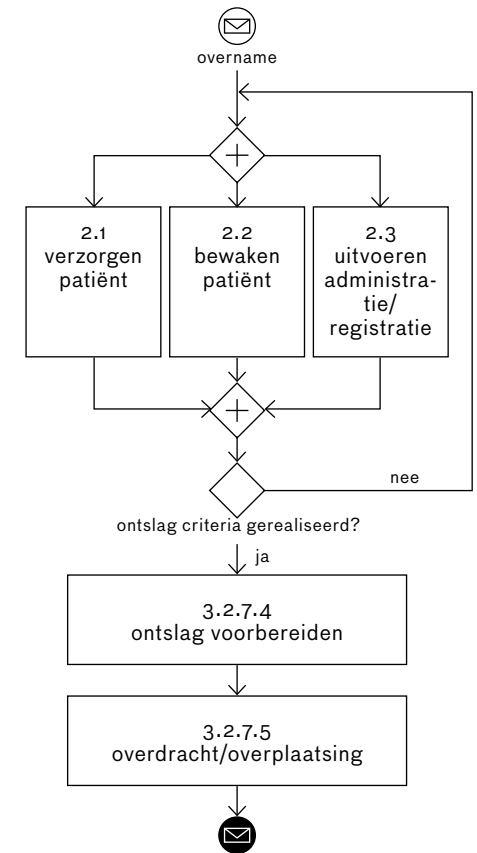 overname
2.1
verzorgen
patiënt
2.2
bewaken
patiënt
2.3
uitvoeren
administra-
tie/
registratie
nee
ontslag criteria gerealiseerd?
ja
3.2.7.4
ontslag voorbereiden
3.2.7.5
overdracht/overplaatsing